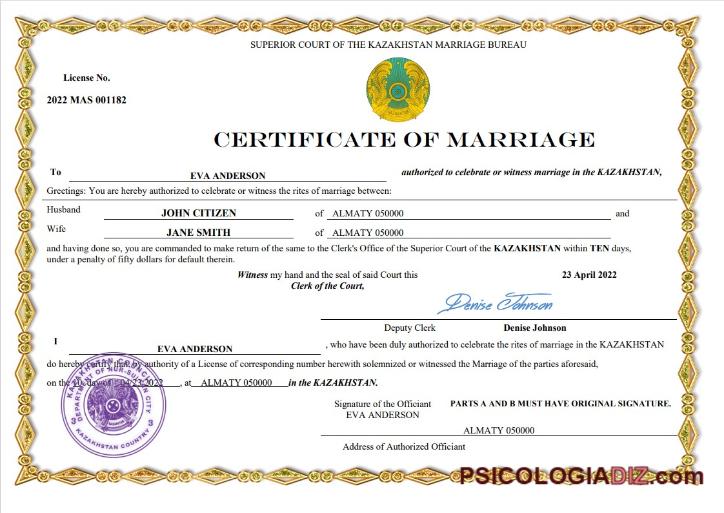 SUPERIOR COURT OF THE KAZAKHSTAN MARRIAGE BUREAU
License No.
2022 MAS 001182
CERTIFICATE OF MARRIAGE
To EVA ANDERSON authorized to celebrate or witness marriage in the KAZAKHSTAN,
Greetings: You are hereby authorized to celebrate or witness the rites of marriage between:
Husband JOHN CITIZEN of ALMATY 050000 and
Wife JANE SMITH of ALMATY 050000
and having done so, you are commanded to make return of the same to the Clerk's Office of the Superior Court of the KAZAKHSTAN within TEN days,
under a penalty of fifty dollars for default therein.
Witness my hand and the seal of said Court this 23 April 2022
Clerk of the Court,
Denise Johnson
Deputy Clerk Denise Johnson
I EVA ANDERSON , who have been duly authorized to celebrate the rites of marriage in the KAZAKHSTAN
do hereby certify that, by authority of a License of corresponding number herewith solemnized or witnessed the Marriage of the parties aforesaid,
on the day of 04/23/2022 , at ALMATY 050000 in the KAZAKHSTAN.
KAZAKHSTAN COUNCIL
DEPARTMENT OF NUR-SULTAN CITY
3 3
KAZAKHSTAN COUNTRY
Signature of the Officiant PARTS A AND B MUST HAVE ORIGINAL SIGNATURE.
EVA ANDERSON
ALMATY 050000
Address of Authorized Officiant
PSICOLOGIADIZ.com